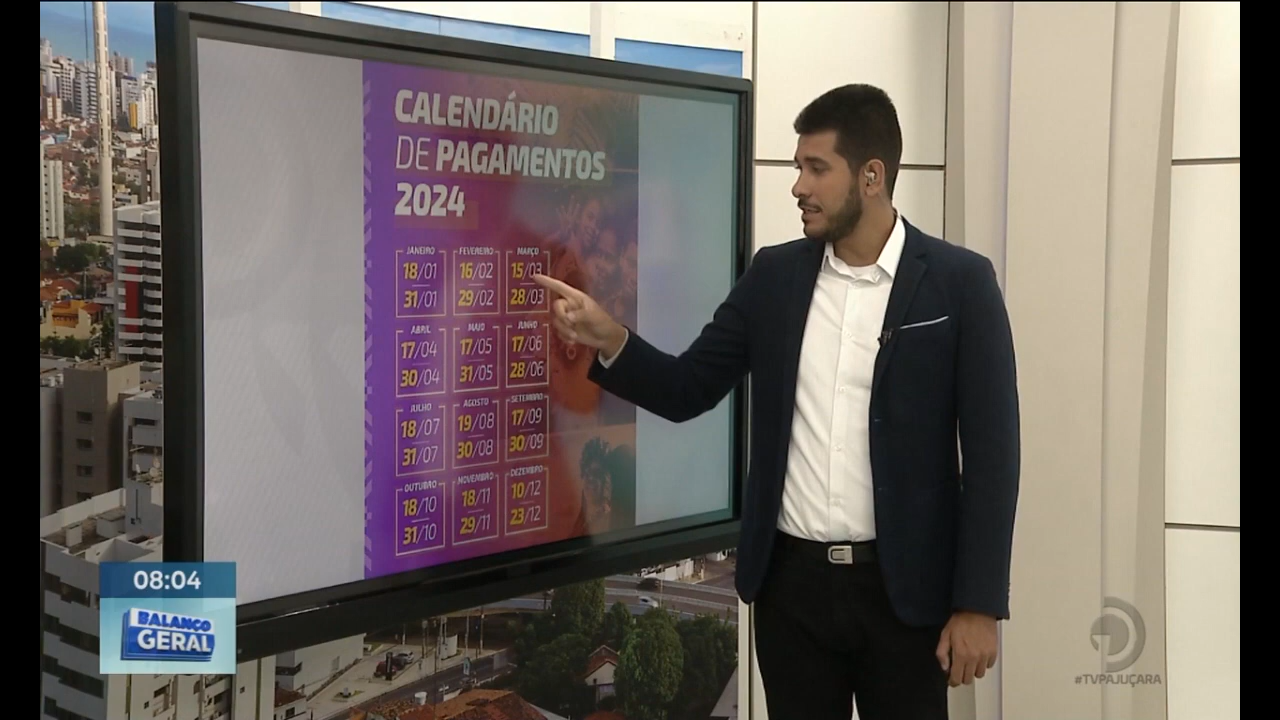 CALENDÁRIO
DE PAGAMENTOS
2024
JANEIRO FEVEREIRO MARÇO
18/01 16/02 15/03
31/01 29/02 28/03
ABRIL MAIO JUNHO
17/04 17/05 17/06
30/04 31/05 28/06
JULHO AGOSTO SETEMBRO
18/07 19/08 17/09
31/07 30/08 30/09
OUTUBRO NOVEMBRO DEZEMBRO
18/10 18/11 10/12
31/10 29/11 23/12
08:04
BALANÇO
GERAL
#TVPAJUÇARA